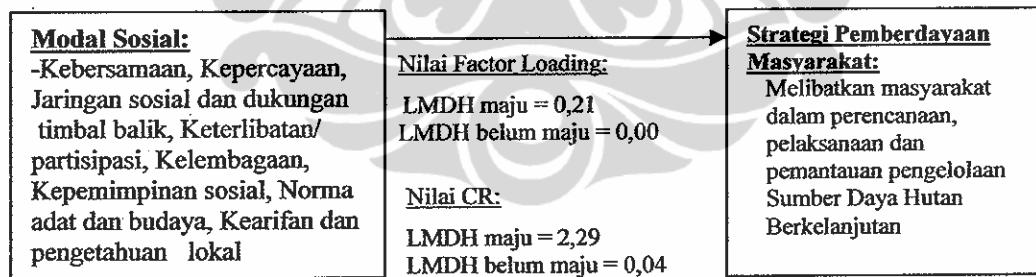 Modal Sosial:
-Kebersamaan, Kepercayaan,
Jaringan sosial dan dukungan
timbal balik, Keterlibatan/
partisipasi, Kelembagaan,
Kepemimpinan sosial, Norma
adat dan budaya, Kearifan dan
pengetahuan lokal
Nilai Factor Loading:
LMDH maju = 0,21
LMDH belum maju = 0,00
Nilai CR:
LMDH maju = 2,29
LMDH belum maju = 0,04
Strategi Pemberdayaan
Masyarakat:
Melibatkan masyarakat
dalam perencanaan,
pelaksanaan dan
pemantauan pengelolaan
Sumber Daya Hutan
Berkelanjutan